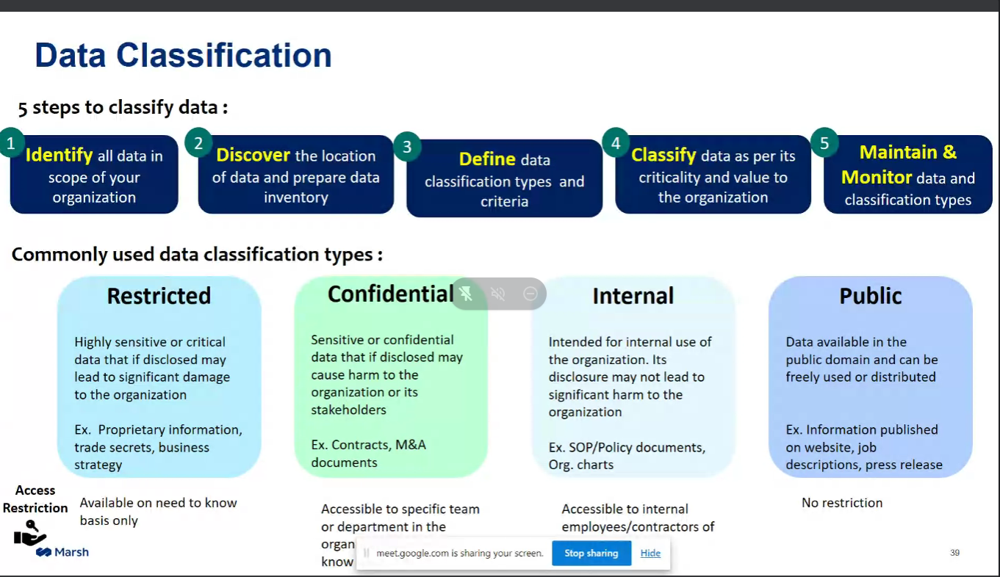 Data Classification
5 steps to classify data :
1
Identify all data in
scope of your
organization
2
Discover the location
of data and prepare data
inventory
3
Define data
classification types and
criteria
4
Classify data as per its
criticality and value to
the organization
5
Maintain &
Monitor data and
classification types
Commonly used data classification types :
Restricted
Highly sensitive or critical
data that if disclosed may
lead to significant damage
to the organization
Ex. Proprietary information,
trade secrets, business
strategy
Confidential
Sensitive or confidential
data that if disclosed may
cause harm to the
organization or its
stakeholders
Ex. Contracts, M&A
documents
Internal
Intended for internal use of
the organization. Its
disclosure may not lead to
significant harm to the
organization
Ex. SOP/Policy documents,
Org. charts
Public
Data available in the
public domain and can be
freely used or distributed
Ex. Information published
on website, job
descriptions, press release
Access
Restriction
Available on need to know
basis only
Accessible to specific team
or department in the
organ
know
Accessible to internal
employees/contractors of
No restriction
Marsh
meet.google.com is sharing your screen.
Stop sharing
Hide
39